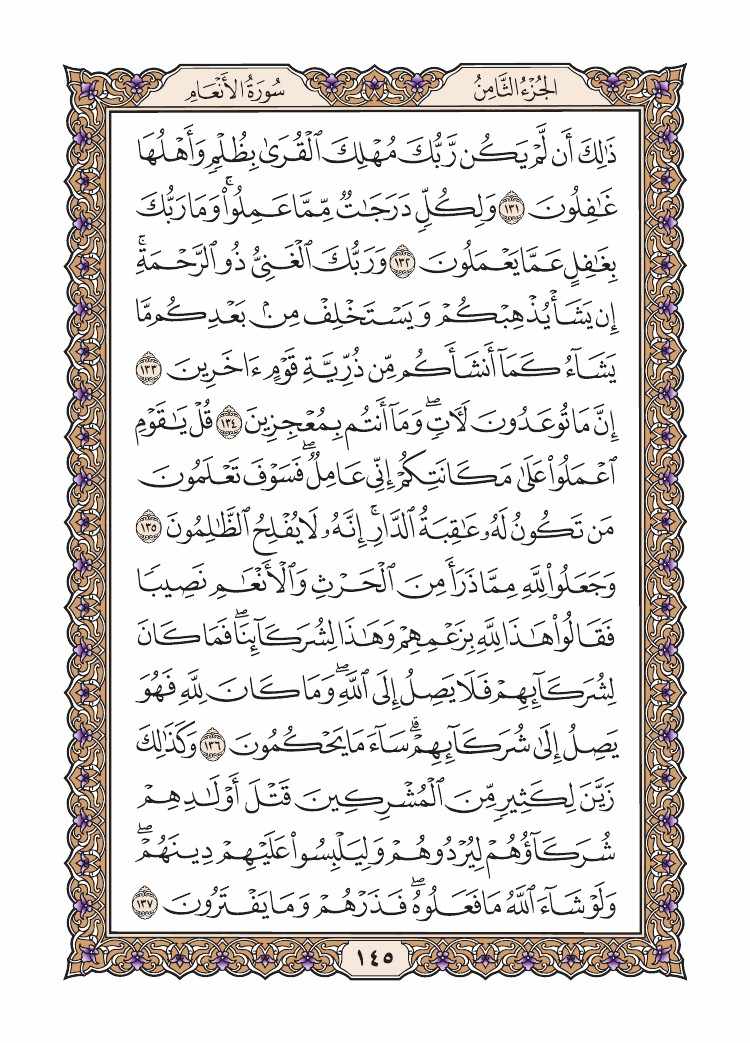 الجُزْءُ الثَّامِنُ
سُورَةُ الأَنْعَامِ
ذَٰلِكَ أَن لَّمْ يَكُن رَّبُّكَ مُهْلِكَ ٱلْقُرَىٰ بِظُلْمٍ وَأَهْلُهَا
غَٰفِلُونَ ١٣١ وَلِكُلٍّ دَرَجَٰتٌ مِّمَّا عَمِلُوا۟ۚ وَمَا رَبُّكَ
بِغَٰفِلٍ عَمَّا يَعْمَلُونَ ١٣٢ وَرَبُّكَ ٱلْغَنِىُّ ذُو ٱلرَّحْمَةِۚ
إِن يَشَأْ يُذْهِبْكُمْ وَيَسْتَخْلِفْ مِنۢ بَعْدِكُم مَّا
يَشَآءُ كَمَآ أَنشَأَكُم مِّن ذُرِّيَّةِ قَوْمٍ ءَاخَرِينَ ١٣٣
إِنَّ مَا تُوعَدُونَ لَـَٔاتٍۖ وَمَآ أَنتُم بِمُعْجِزِينَ ١٣٤ قُلْ يَٰقَوْمِ
ٱعْمَلُوا۟ عَلَىٰ مَكَانَتِكُمْ إِنِّى عَامِلٌۖ فَسَوْفَ تَعْلَمُونَ
مَن تَكُونُ لَهُۥ عَٰقِبَةُ ٱلدَّارِۚ إِنَّهُۥ لَا يُفْلِحُ ٱلظَّٰلِمُونَ ١٣٥
وَجَعَلُوا۟ لِلَّهِ مِمَّا ذَرَأَ مِنَ ٱلْحَرْثِ وَٱلْأَنْعَٰمِ نَصِيبًا
فَقَالُوا۟ هَٰذَا لِلَّهِ بِزَعْمِهِمْ وَهَٰذَا لِشُرَكَآئِنَاۖ فَمَا كَانَ
لِشُرَكَآئِهِمْ فَلَا يَصِلُ إِلَى ٱللَّهِۖ وَمَا كَانَ لِلَّهِ فَهُوَ
يَصِلُ إِلَىٰ شُرَكَآئِهِمْۗ سَآءَ مَا يَحْكُمُونَ ١٣٦ وَكَذَٰلِكَ
زَيَّنَ لِكَثِيرٍ مِّنَ ٱلْمُشْرِكِينَ قَتْلَ أَوْلَٰدِهِمْ
شُرَكَآؤُهُمْ لِيُرْدُوهُمْ وَلِيَلْبِسُوا۟ عَلَيْهِمْ دِينَهُمْۖ
وَلَوْ شَآءَ ٱللَّهُ مَا فَعَلُوهُۖ فَذَرْهُمْ وَمَا يَفْتَرُونَ ١٣٧
١٤٥